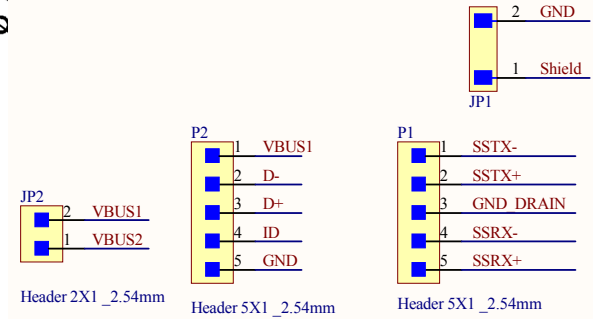 2 GND
1 Shield
JP1
P2
1 VBUS1
2 D-
3 D+
4 ID
5 GND
Header 5X1 _2.54mm
P1
1 SSTX-
2 SSTX+
3 GND_DRAIN
4 SSRX-
5 SSRX+
Header 5X1 _2.54mm
JP2
2 VBUS1
1 VBUS2
Header 2X1 _2.54mm